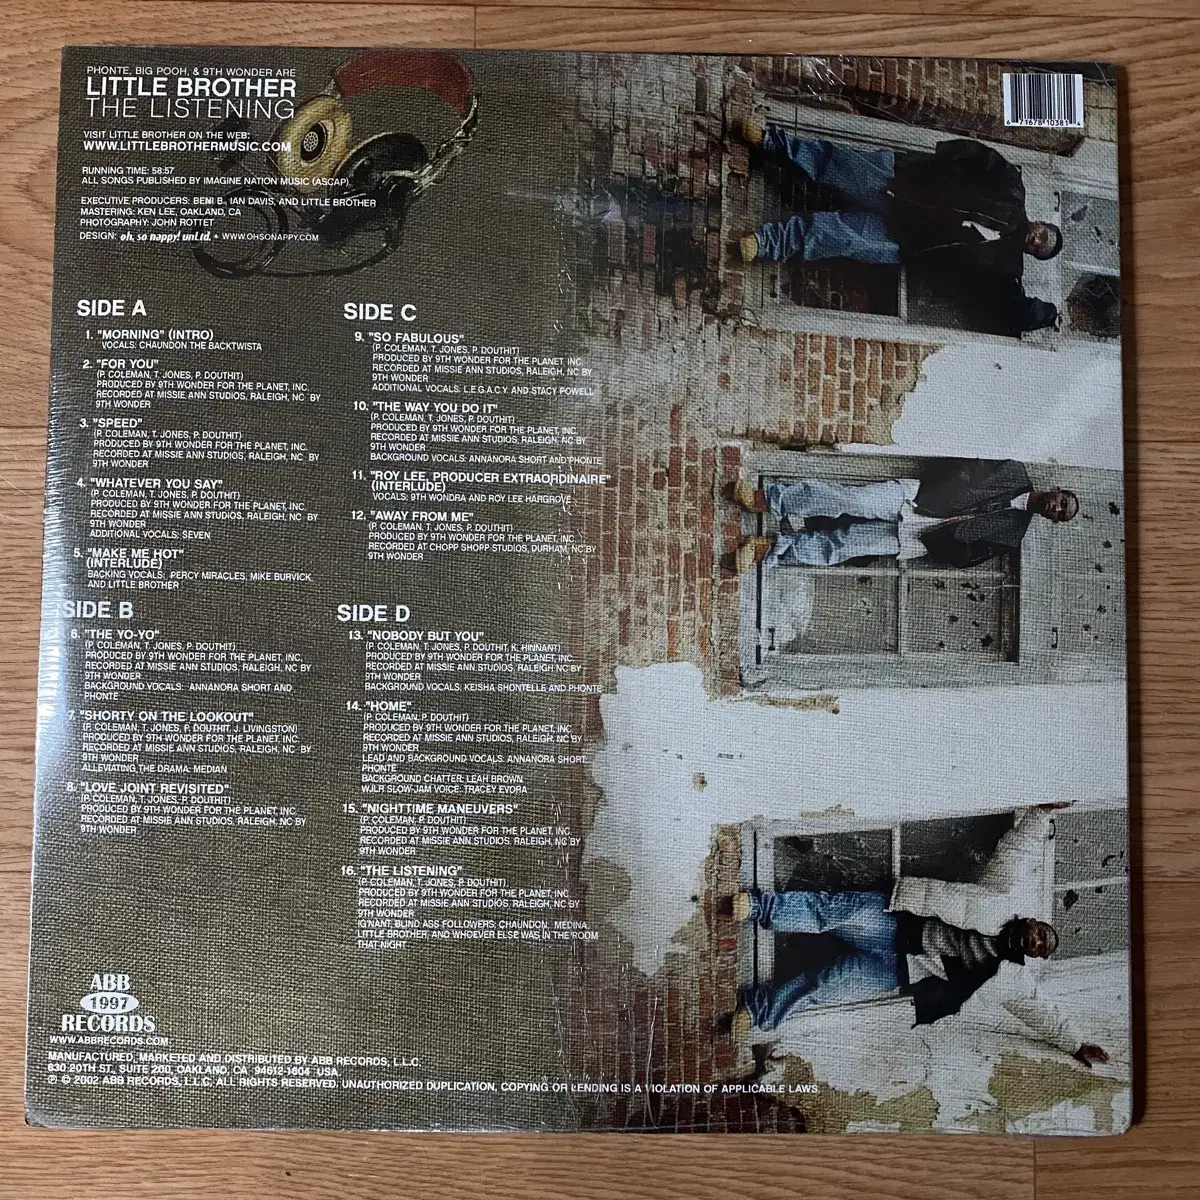 PHONTE, BIG POOH, & 9TH WONDER ARE
LITTLE BROTHER
THE LISTENING
VISIT LITTLE BROTHER ON THE WEB:
WWW.LITTLEBROTHERMUSIC.COM
RUNNING TIME: 58:57
ALL SONGS PUBLISHED BY IMAGINE NATION MUSIC (ASCAP)
EXECUTIVE PRODUCERS: BENI B., IAN DAVIS, AND LITTLE BROTHER
MASTERING: KEN LEE, OAKLAND, CA
PHOTOGRAPHY: JOHN ROTTET
DESIGN: oh, so nappy! unLtd. • WWW.OHSONAPPY.COM
6 71678 10381 4
SIDE A
1. "MORNING" (INTRO)
VOCALS: CHAUNDON THE BACKTWISTA
2. "FOR YOU"
(P. COLEMAN, T. JONES, P. DOUTHIT)
PRODUCED BY 9TH WONDER FOR THE PLANET, INC.
RECORDED AT MISSIE ANN STUDIOS, RALEIGH, NC BY
9TH WONDER
3. "SPEED"
(P. COLEMAN, T. JONES, P. DOUTHIT)
PRODUCED BY 9TH WONDER FOR THE PLANET, INC.
RECORDED AT MISSIE ANN STUDIOS, RALEIGH, NC BY
9TH WONDER
4. "WHATEVER YOU SAY"
(P. COLEMAN, T. JONES, P. DOUTHIT)
PRODUCED BY 9TH WONDER FOR THE PLANET, INC.
RECORDED AT MISSIE ANN STUDIOS, RALEIGH, NC BY
9TH WONDER
ADDITIONAL VOCALS: SEVEN
5. "MAKE ME HOT"
(INTERLUDE)
BACKING VOCALS: PERCY MIRACLES, MIKE BURVICK,
AND LITTLE BROTHER
SIDE B
6. "THE YO-YO"
(P. COLEMAN, T. JONES, P. DOUTHIT)
PRODUCED BY 9TH WONDER FOR THE PLANET, INC.
RECORDED AT MISSIE ANN STUDIOS, RALEIGH, NC BY
9TH WONDER
BACKGROUND VOCALS: ANNANORA SHORT AND
PHONTE
7. "SHORTY ON THE LOOKOUT"
(P. COLEMAN, T. JONES, P. DOUTHIT, J. LIVINGSTON)
PRODUCED BY 9TH WONDER FOR THE PLANET, INC.
RECORDED AT MISSIE ANN STUDIOS, RALEIGH, NC BY
9TH WONDER
ALLEVIATING THE DRAMA: MEDIAN
8. "LOVE JOINT REVISITED"
(P. COLEMAN, T. JONES, P. DOUTHIT)
PRODUCED BY 9TH WONDER FOR THE PLANET, INC.
RECORDED AT MISSIE ANN STUDIOS, RALEIGH, NC BY
9TH WONDER
SIDE C
9. "SO FABULOUS"
(P. COLEMAN, T. JONES, P. DOUTHIT)
PRODUCED BY 9TH WONDER FOR THE PLANET, INC.
RECORDED AT MISSIE ANN STUDIOS, RALEIGH, NC BY
9TH WONDER
ADDITIONAL VOCALS: L.E.G.A.C.Y. AND STACY POWELL
10. "THE WAY YOU DO IT"
(P. COLEMAN, T. JONES, P. DOUTHIT)
PRODUCED BY 9TH WONDER FOR THE PLANET, INC.
RECORDED AT MISSIE ANN STUDIOS, RALEIGH, NC BY
9TH WONDER
BACKGROUND VOCALS: ANNANORA SHORT AND PHONTE
11. "ROY LEE, PRODUCER EXTRAORDINAIRE"
(INTERLUDE)
VOCALS: 9TH WONDRA AND ROY LEE HARGROVE
12. "AWAY FROM ME"
(P. COLEMAN, T. JONES, P. DOUTHIT)
PRODUCED BY 9TH WONDER FOR THE PLANET, INC.
RECORDED AT CHOPP SHOPP STUDIOS, DURHAM, NC BY
9TH WONDER
SIDE D
13. "NOBODY BUT YOU"
(P. COLEMAN, T. JONES, P. DOUTHIT, K. HINNANT)
PRODUCED BY 9TH WONDER FOR THE PLANET, INC.
RECORDED AT MISSIE ANN STUDIOS, RALEIGH, NC BY
9TH WONDER
BACKGROUND VOCALS: KEISHA SHONTELLE AND PHONTE
14. "HOME"
(P. COLEMAN, P. DOUTHIT)
PRODUCED BY 9TH WONDER FOR THE PLANET, INC.
RECORDED AT MISSIE ANN STUDIOS, RALEIGH, NC BY
9TH WONDER
LEAD AND BACKGROUND VOCALS: ANNANORA SHORT,
PHONTE
BACKGROUND CHATTER: LEAH BROWN
WJLR SLOW-JAM VOICE: TRACEY EVORA
15. "NIGHTTIME MANEUVERS"
(P. COLEMAN, P. DOUTHIT)
PRODUCED BY 9TH WONDER FOR THE PLANET, INC.
RECORDED AT MISSIE ANN STUDIOS, RALEIGH, NC BY
9TH WONDER
16. "THE LISTENING"
(P. COLEMAN, T. JONES, P. DOUTHIT)
PRODUCED BY 9TH WONDER FOR THE PLANET, INC.
RECORDED AT MISSIE ANN STUDIOS, RALEIGH, NC BY
9TH WONDER
IG'NANT, BLIND ASS FOLLOWERS: CHAUNDON, MEDINA,
LITTLE BROTHER, AND WHOEVER ELSE WAS IN THE ROOM
THAT NIGHT
ABB
1997
RECORDS
WWW.ABBRECORDS.COM
MANUFACTURED, MARKETED AND DISTRIBUTED BY ABB RECORDS, L.L.C.
630 20TH ST., SUITE 200, OAKLAND, CA 94612-1604 USA.
℗ © 2002 ABB RECORDS, L.L.C. ALL RIGHTS RESERVED. UNAUTHORIZED DUPLICATION, COPYING OR LENDING IS A VIOLATION OF APPLICABLE LAWS.